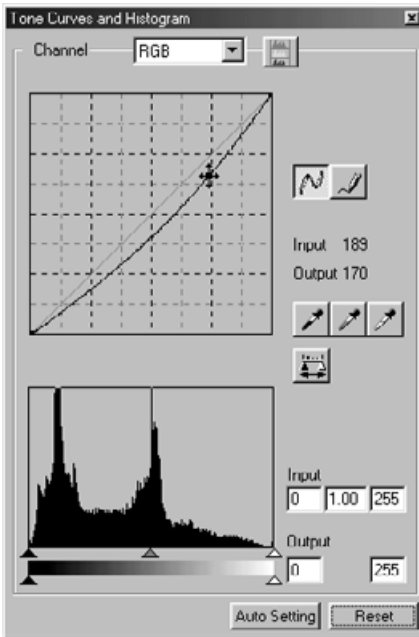 Tone Curves and Histogram
Channel RGB
Input 189
Output 170
Input
0 1.00 255
Output
0 255
Auto Setting Reset